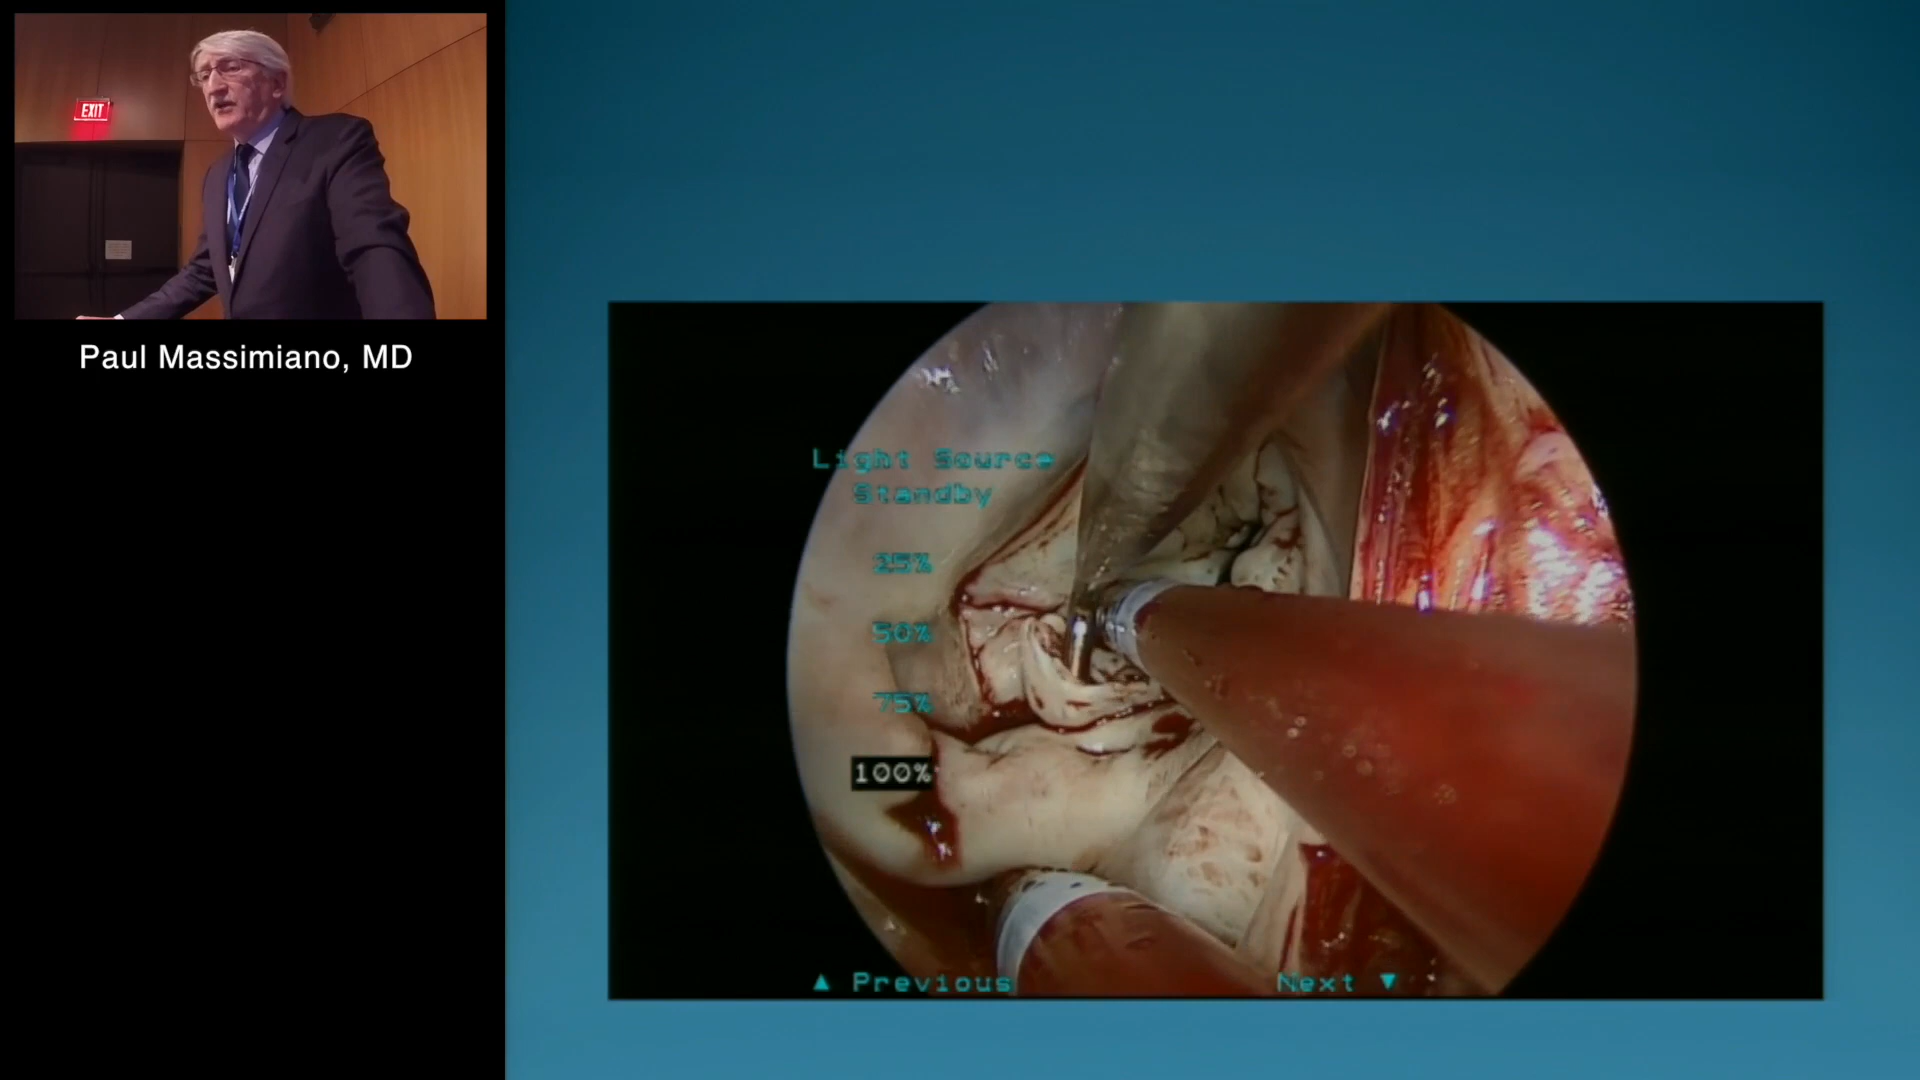 EXIT
Paul Massimiano, MD
Light Source
Standby
25%
50%
75%
100%
▲ Previous
Next ▼